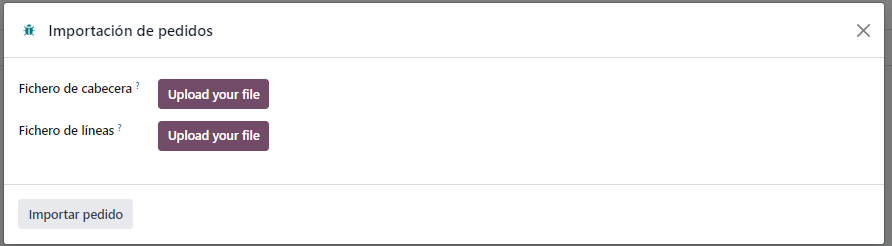 Importación de pedidos
Fichero de cabecera ? Upload your file
Fichero de líneas ? Upload your file
Importar pedido